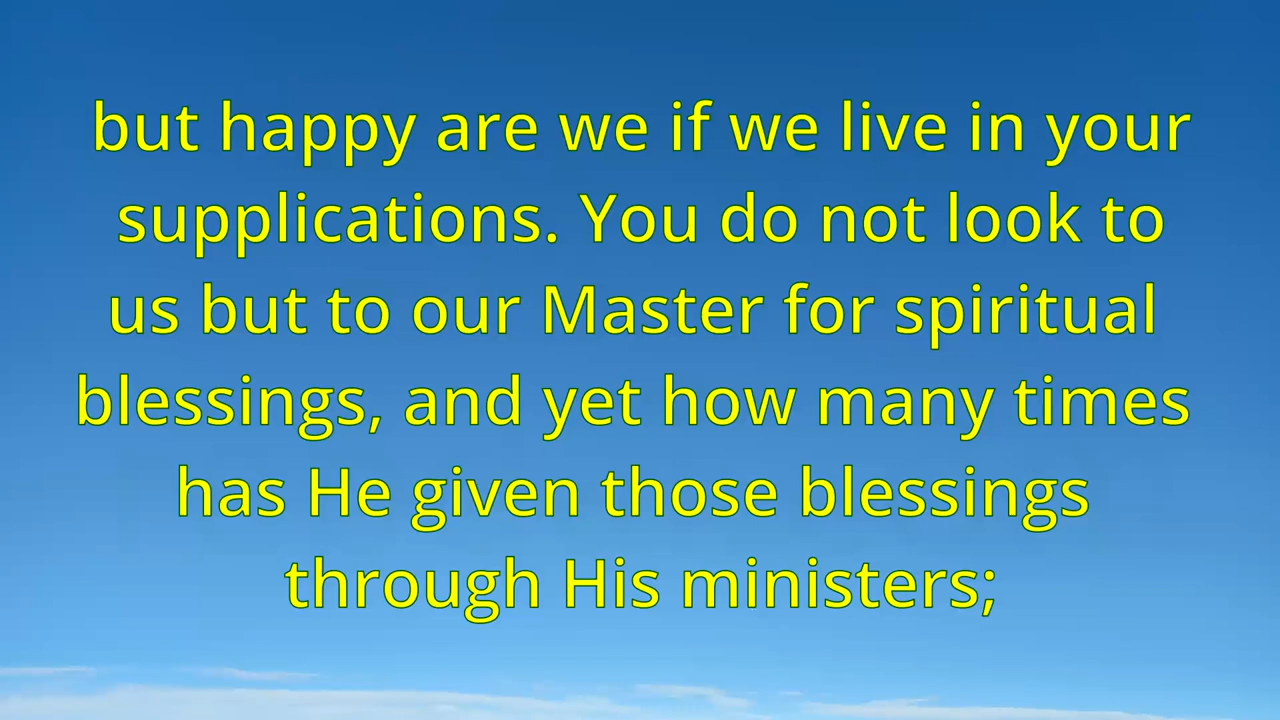 but happy are we if we live in your
supplications. You do not look to
us but to our Master for spiritual
blessings, and yet how many times
has He given those blessings
through His ministers;